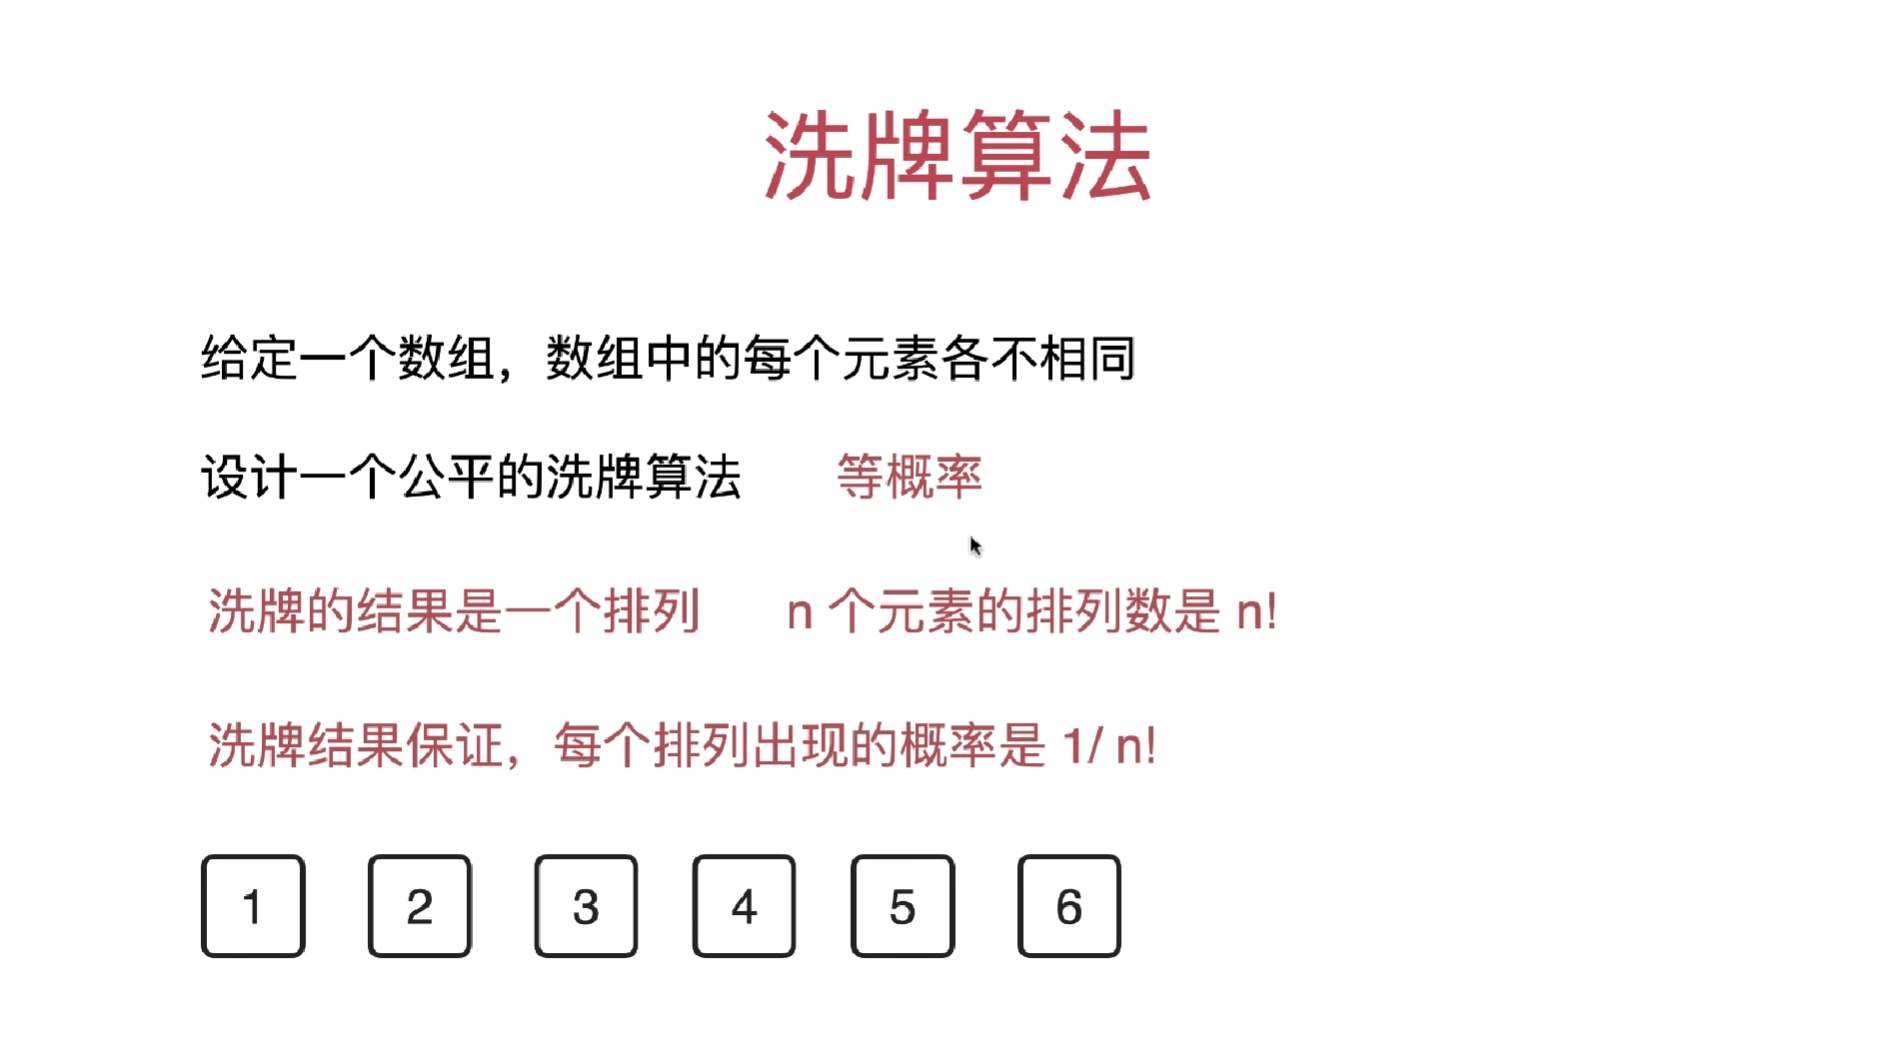 洗牌算法
给定一个数组，数组中的每个元素各不相同
设计一个公平的洗牌算法 等概率
洗牌的结果是一个排列 n 个元素的排列数是 n!
洗牌结果保证，每个排列出现的概率是 1/ n!
1 2 3 4 5 6